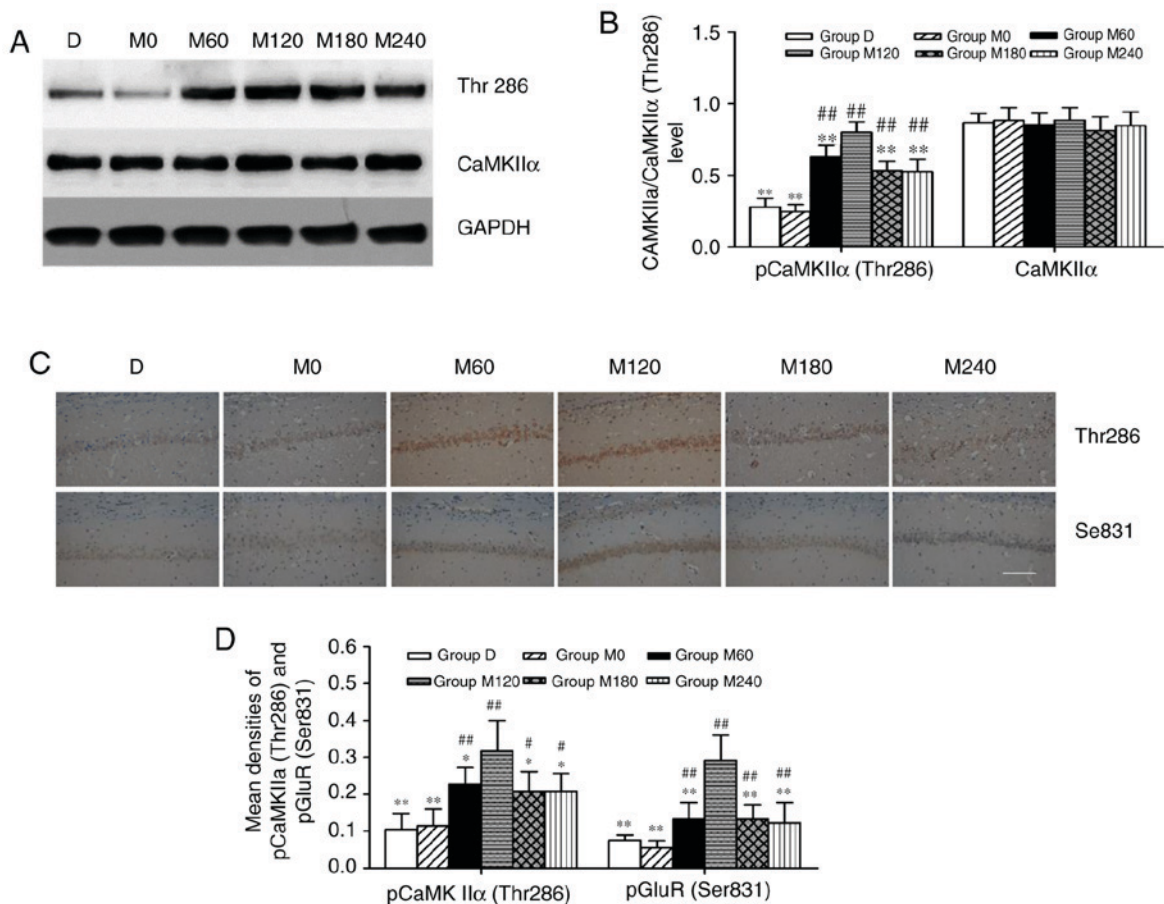 A
D M0 M60 M120 M180 M240
Thr 286
CaMKIIα
GAPDH
B
CAMKIIa/CaMKIIα (Thr286)
level
1.5
1.0
0.5
0.0
Group D Group M0 Group M60
Group M120 Group M180 Group M240
## ## ## ##
** ** ** ** **
pCaMKIIα (Thr286) CaMKIIα
C
D M0 M60 M120 M180 M240
Thr286
Se831
D
Mean densities of
pCaMKIIa (Thr286) and
pGluR (Ser831)
0.6
0.5
0.4
0.3
0.2
0.1
0.0
Group D Group M0 Group M60
Group M120 Group M180 Group M240
## ## # # ## ## ## ##
** ** * * * ** ** ** ** **
pCaMK IIα (Thr286) pGluR (Ser831)